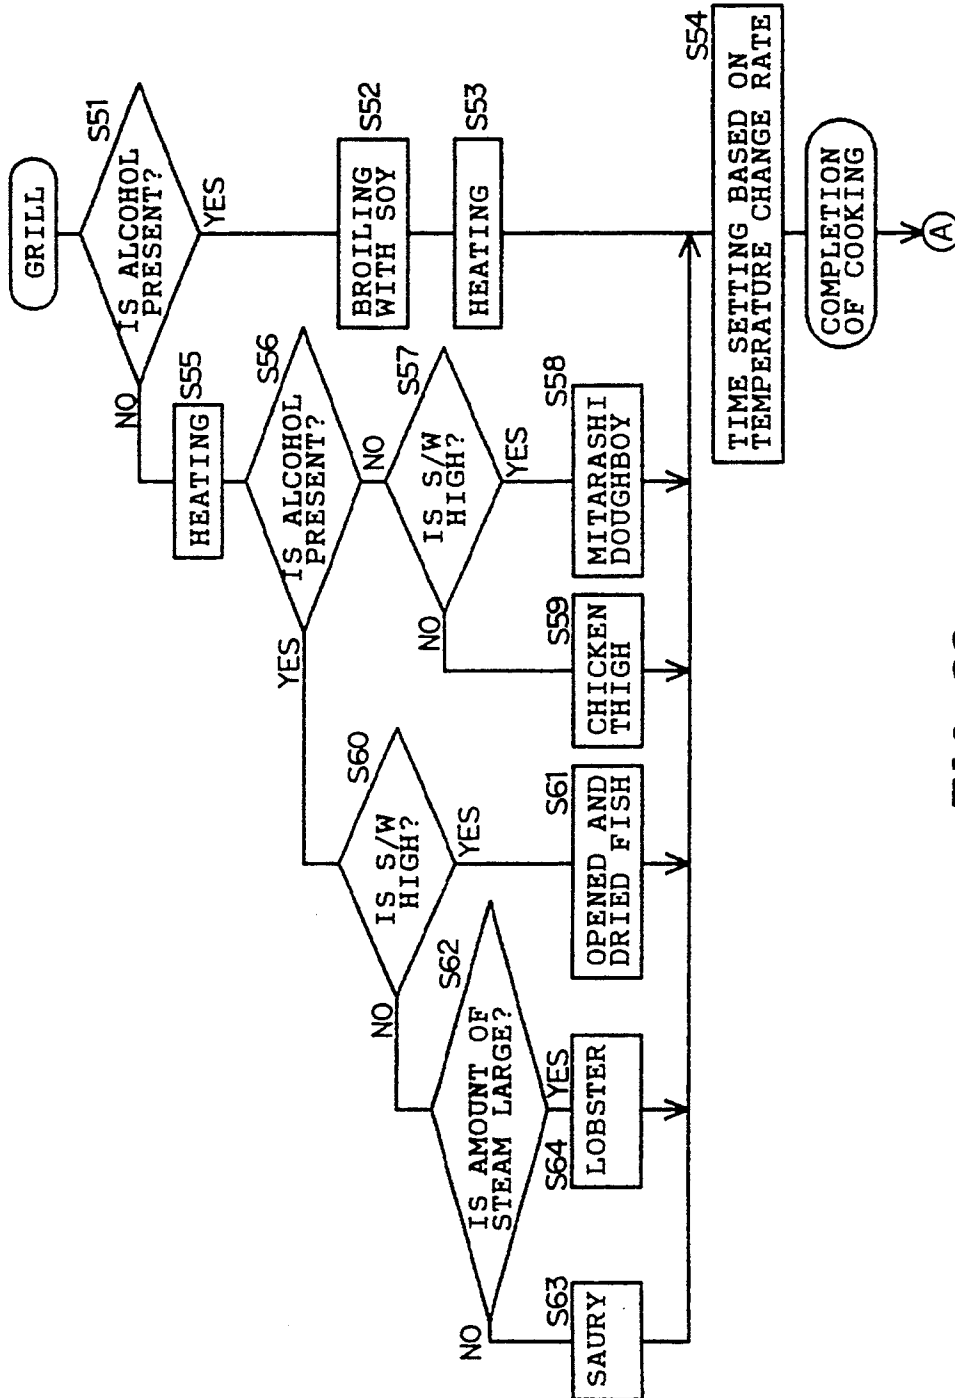 GRILL
S51
IS ALCOHOL
PRESENT?
YES
NO
BROILING
WITH SOY
S52
HEATING
S53
TIME SETTING BASED ON
TEMPERATURE CHANGE RATE
S54
COMPLETION
OF COOKING
A
HEATING
S55
S56
IS ALCOHOL
PRESENT?
NO
YES
S57
IS S/W
HIGH?
YES
NO
S58
MITARASHI
DOUGHBOY
S59
CHICKEN
THIGH
S60
IS S/W
HIGH?
YES
NO
S61
OPENED AND
DRIED FISH
S62
IS AMOUNT OF
STEAM LARGE?
YES
NO
S64
LOBSTER
S63
SAURY